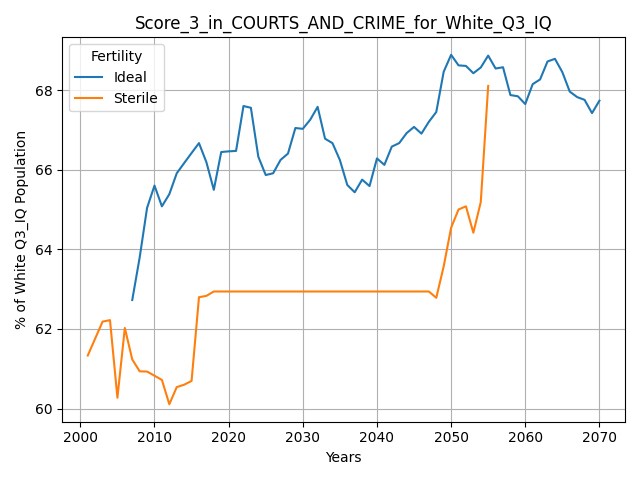 Score_3_in_COURTS_AND_CRIME_for_White_Q3_IQ
Fertility
Ideal
Sterile
% of White Q3_IQ Population
68
66
64
62
60
2000 2010 2020 2030 2040 2050 2060 2070
Years